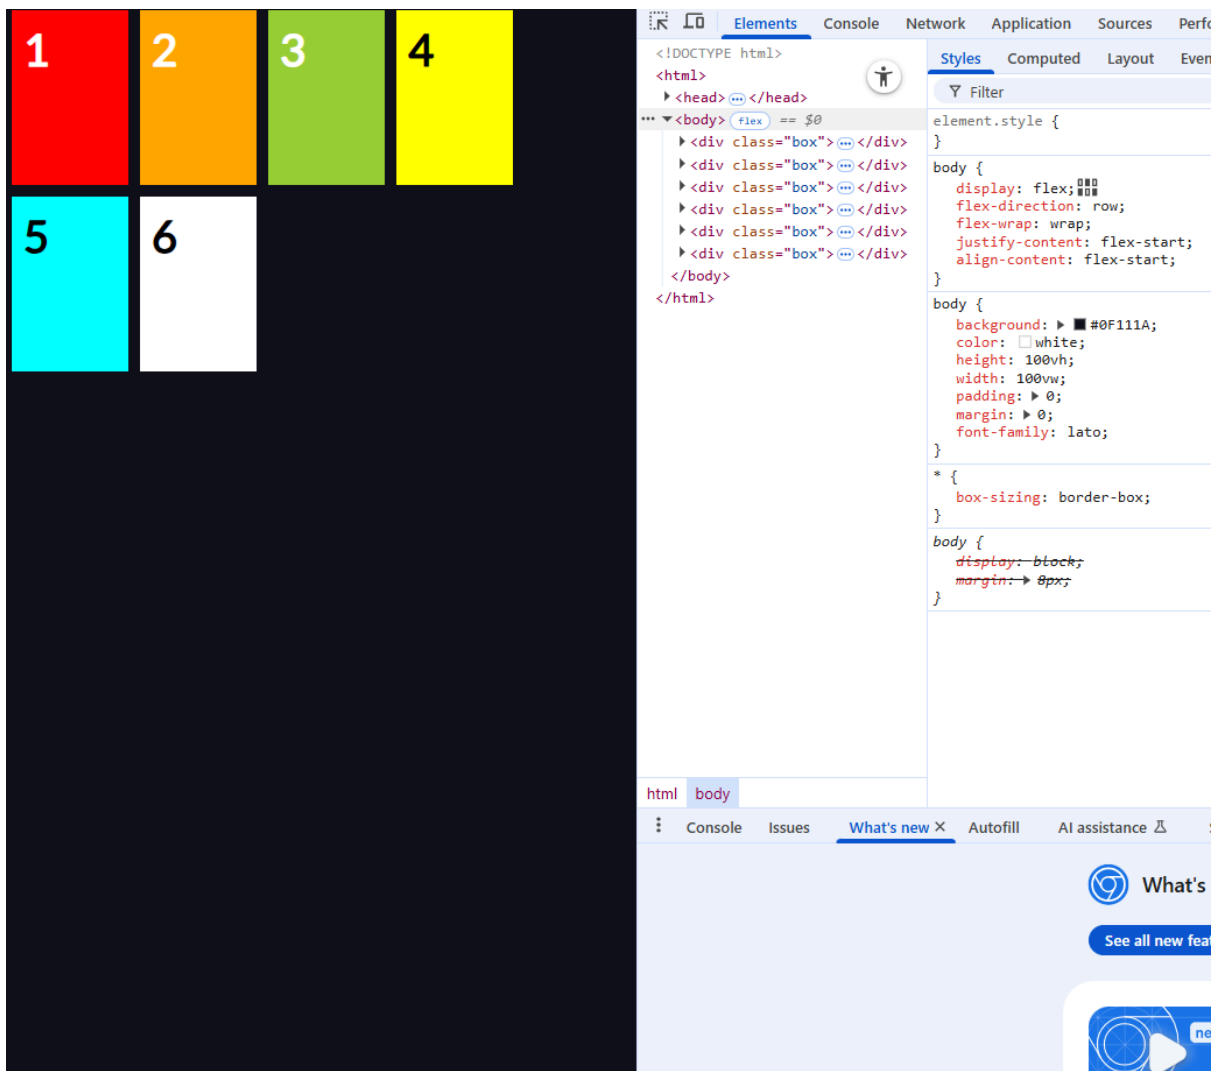 1 2 3 4
5 6
Elements Console Network Application Sources Perfo
<!DOCTYPE html>
<html>
<head> ⋯ </head>
⋯ <body> flex == $0
<div class="box"> ⋯ </div>
<div class="box"> ⋯ </div>
<div class="box"> ⋯ </div>
<div class="box"> ⋯ </div>
<div class="box"> ⋯ </div>
<div class="box"> ⋯ </div>
</body>
</html>
html body
Styles Computed Layout Even
Filter
element.style {
}
body {
display: flex;
flex-direction: row;
flex-wrap: wrap;
justify-content: flex-start;
align-content: flex-start;
}
body {
background: #0F111A;
color: white;
height: 100vh;
width: 100vw;
padding: 0;
margin: 0;
font-family: lato;
}
* {
box-sizing: border-box;
}
body {
display: block;
margin: 8px;
}
Console Issues What's new × Autofill AI assistance
What's
See all new feat
ne